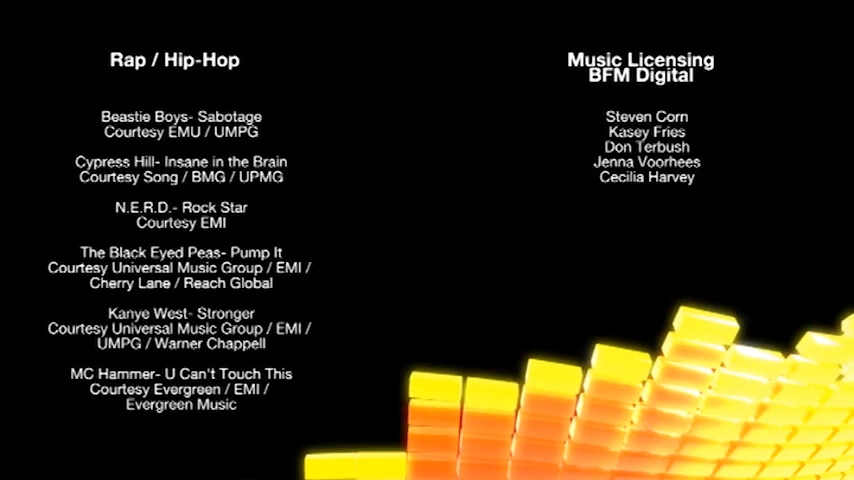 Rap / Hip-Hop
Beastie Boys- Sabotage
Courtesy EMU / UMPG
Cypress Hill- Insane in the Brain
Courtesy Song / BMG / UPMG
N.E.R.D.- Rock Star
Courtesy EMI
The Black Eyed Peas- Pump It
Courtesy Universal Music Group / EMI /
Cherry Lane / Reach Global
Kanye West- Stronger
Courtesy Universal Music Group / EMI /
UMPG / Warner Chappell
MC Hammer- U Can't Touch This
Courtesy Evergreen / EMI /
Evergreen Music
Music Licensing
BFM Digital
Steven Corn
Kasey Fries
Don Terbush
Jenna Voorhees
Cecilia Harvey